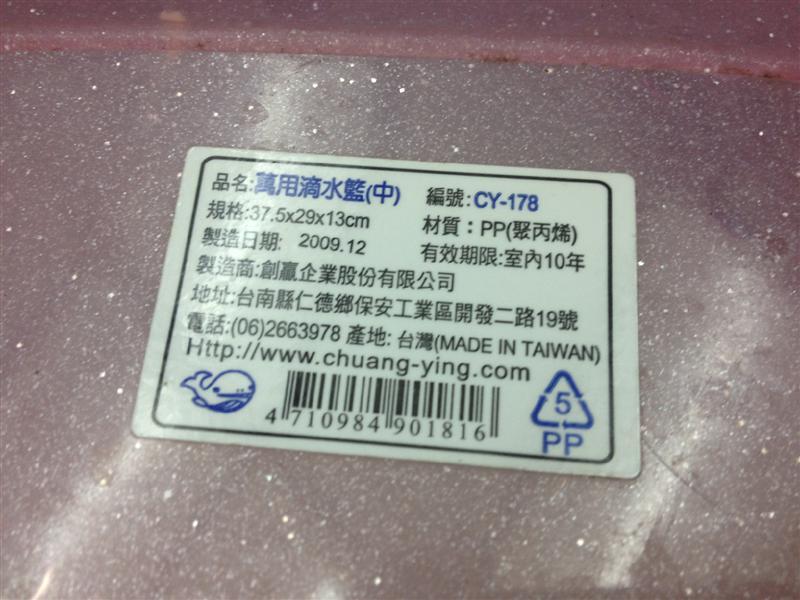 品名:萬用滴水籃(中) 編號:CY-178
規格:37.5x29x13cm 材質：PP(聚丙烯)
製造日期: 2009.12 有效期限:室內10年
製造商:創贏企業股份有限公司
地址:台南縣仁德鄉保安工業區開發二路19號
電話:(06)2663978 產地: 台灣(MADE IN TAIWAN)
Http://www.chuang-ying.com
4 710984 901816
5
PP